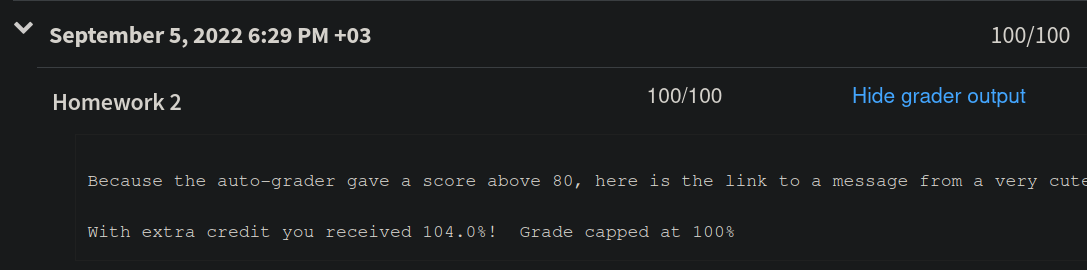 September 5, 2022 6:29 PM +03 100/100
Homework 2 100/100 Hide grader output
Because the auto-grader gave a score above 80, here is the link to a message from a very cute
With extra credit you received 104.0%!  Grade capped at 100%